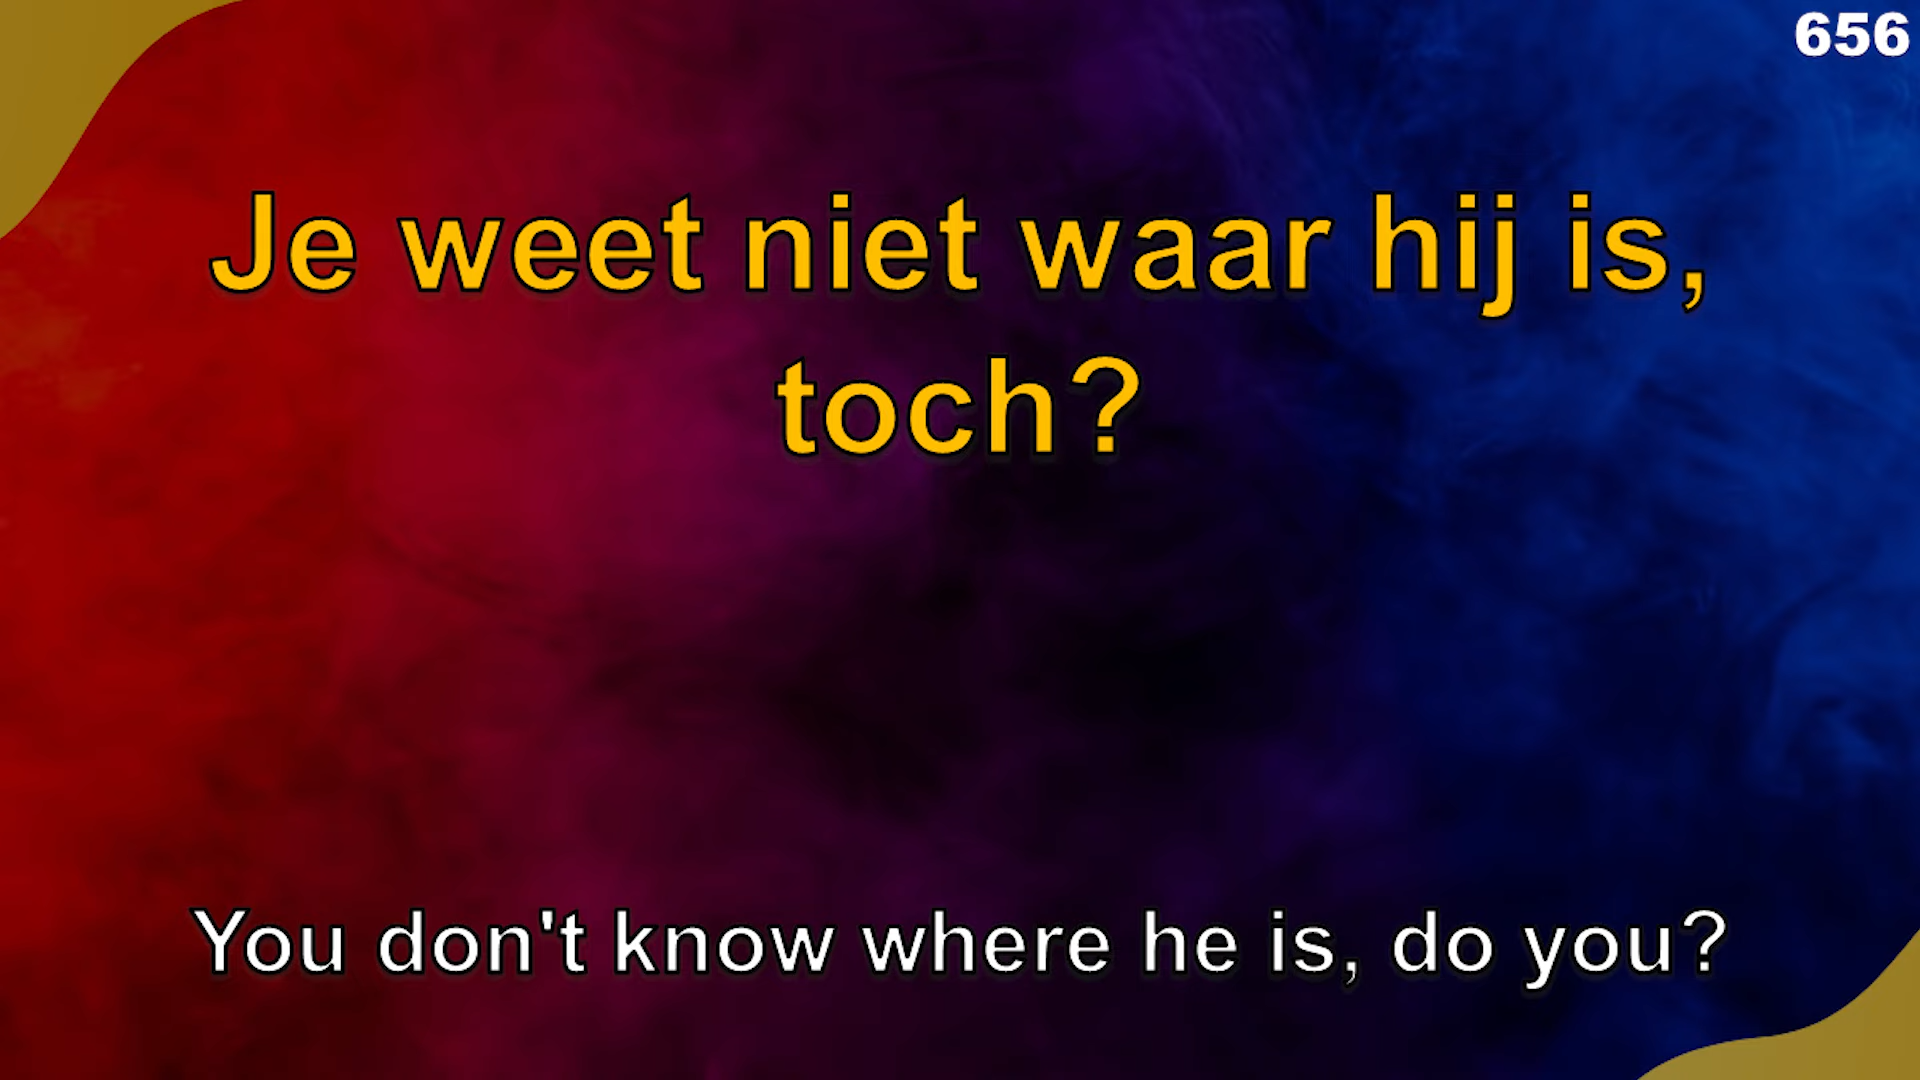 656
Je weet niet waar hij is,
toch?
You don't know where he is, do you?